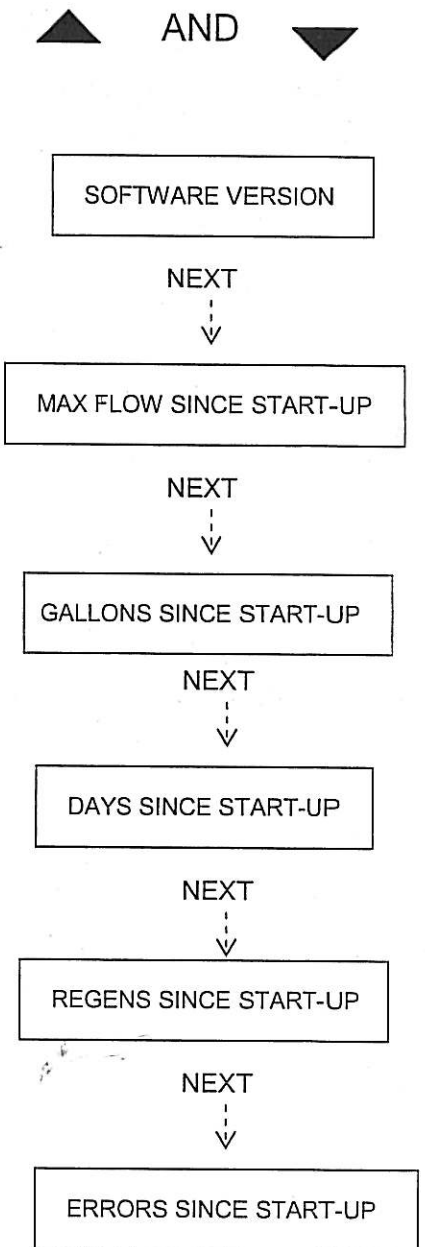 AND
SOFTWARE VERSION
NEXT
MAX FLOW SINCE START-UP
NEXT
GALLONS SINCE START-UP
NEXT
DAYS SINCE START-UP
NEXT
REGENS SINCE START-UP
NEXT
ERRORS SINCE START-UP